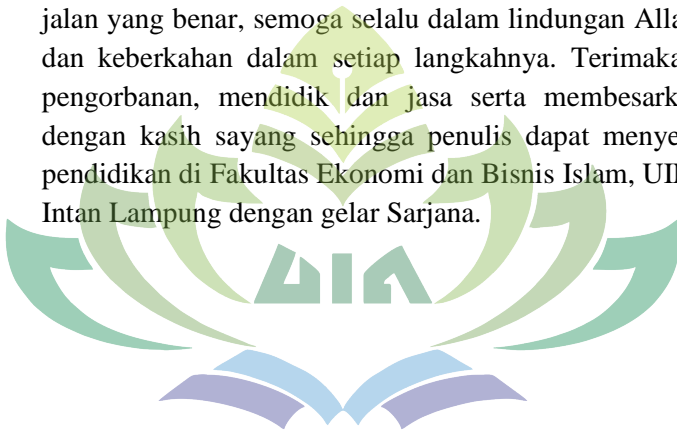 jalan yang benar, semoga selalu dalam lindungan Alla
dan keberkahan dalam setiap langkahnya. Terimaka
pengorbanan, mendidik dan jasa serta membesark
dengan kasih sayang sehingga penulis dapat menye
pendidikan di Fakultas Ekonomi dan Bisnis Islam, UI
Intan Lampung dengan gelar Sarjana.
UIN